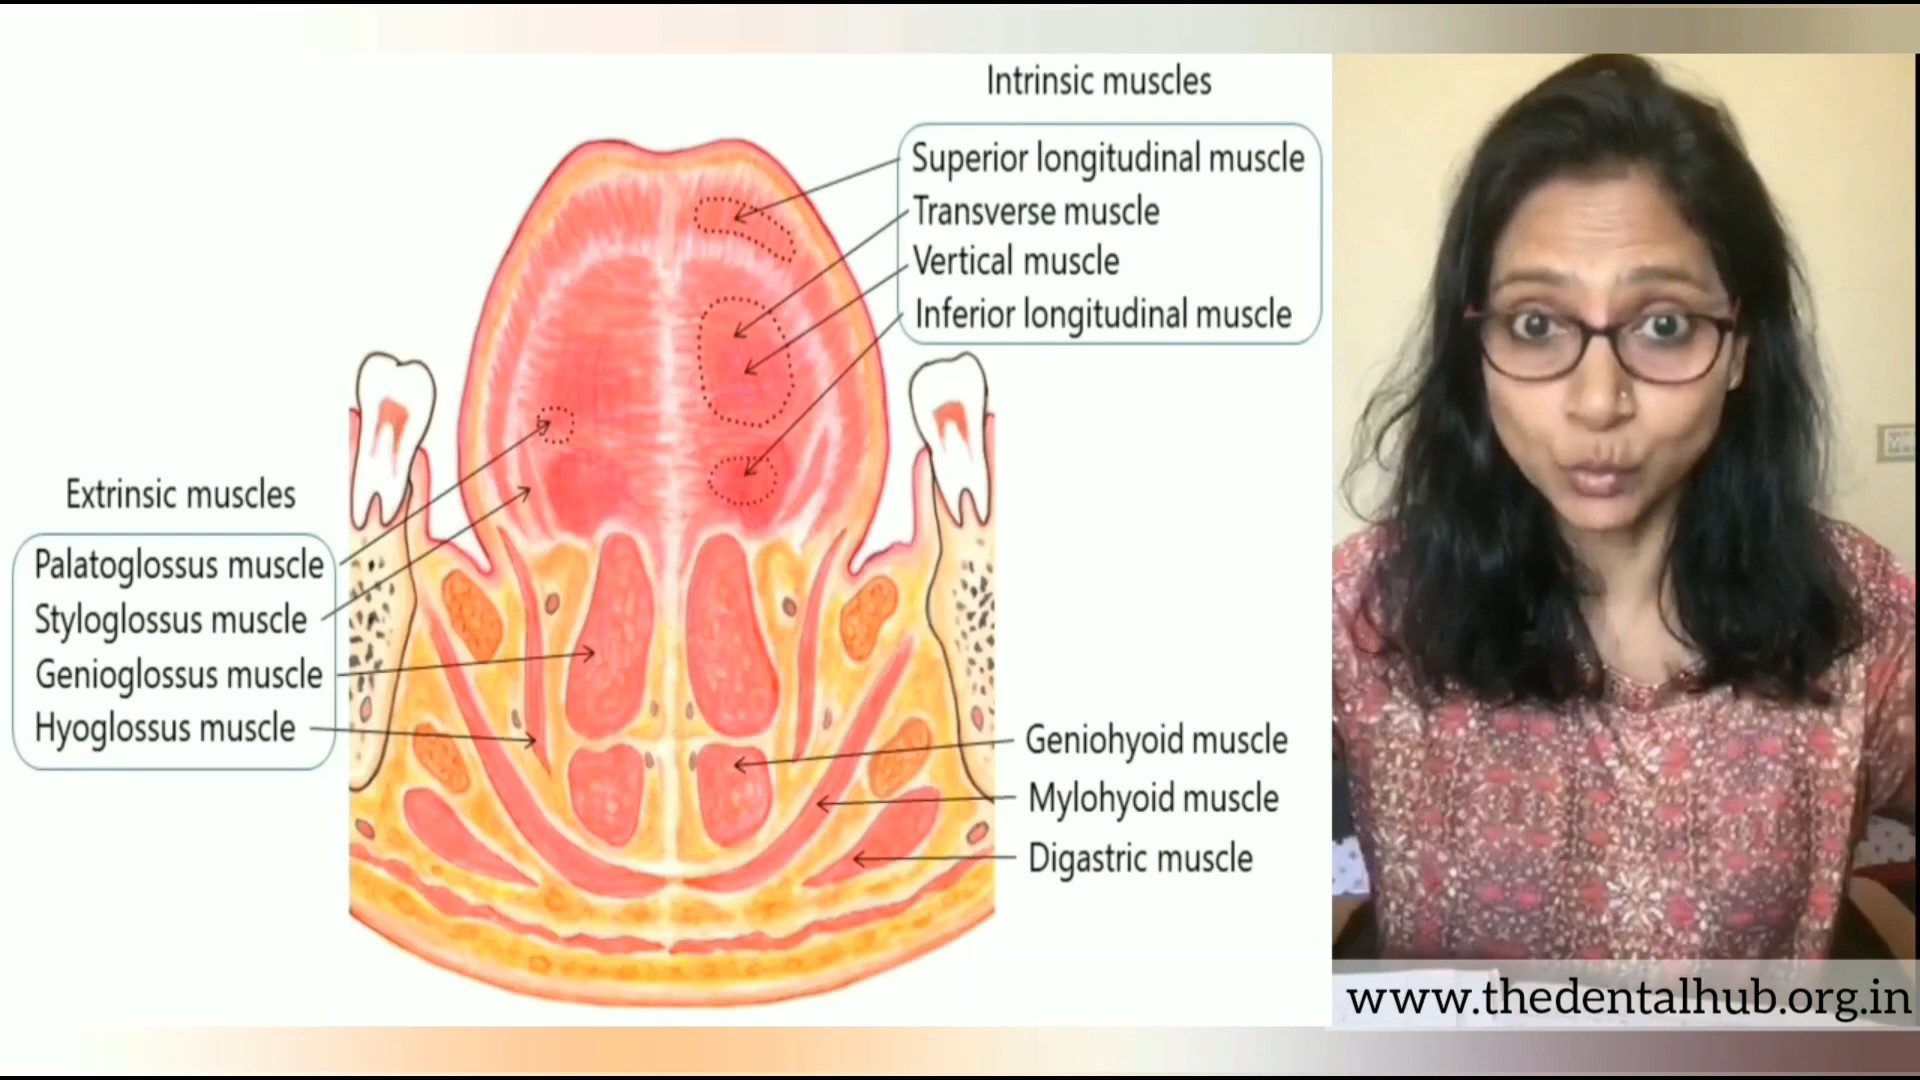 Intrinsic muscles
Superior longitudinal muscle
Transverse muscle
Vertical muscle
Inferior longitudinal muscle
Extrinsic muscles
Palatoglossus muscle
Styloglossus muscle
Genioglossus muscle
Hyoglossus muscle
Geniohyoid muscle
Mylohyoid muscle
Digastric muscle
www.thedentalhub.org.in